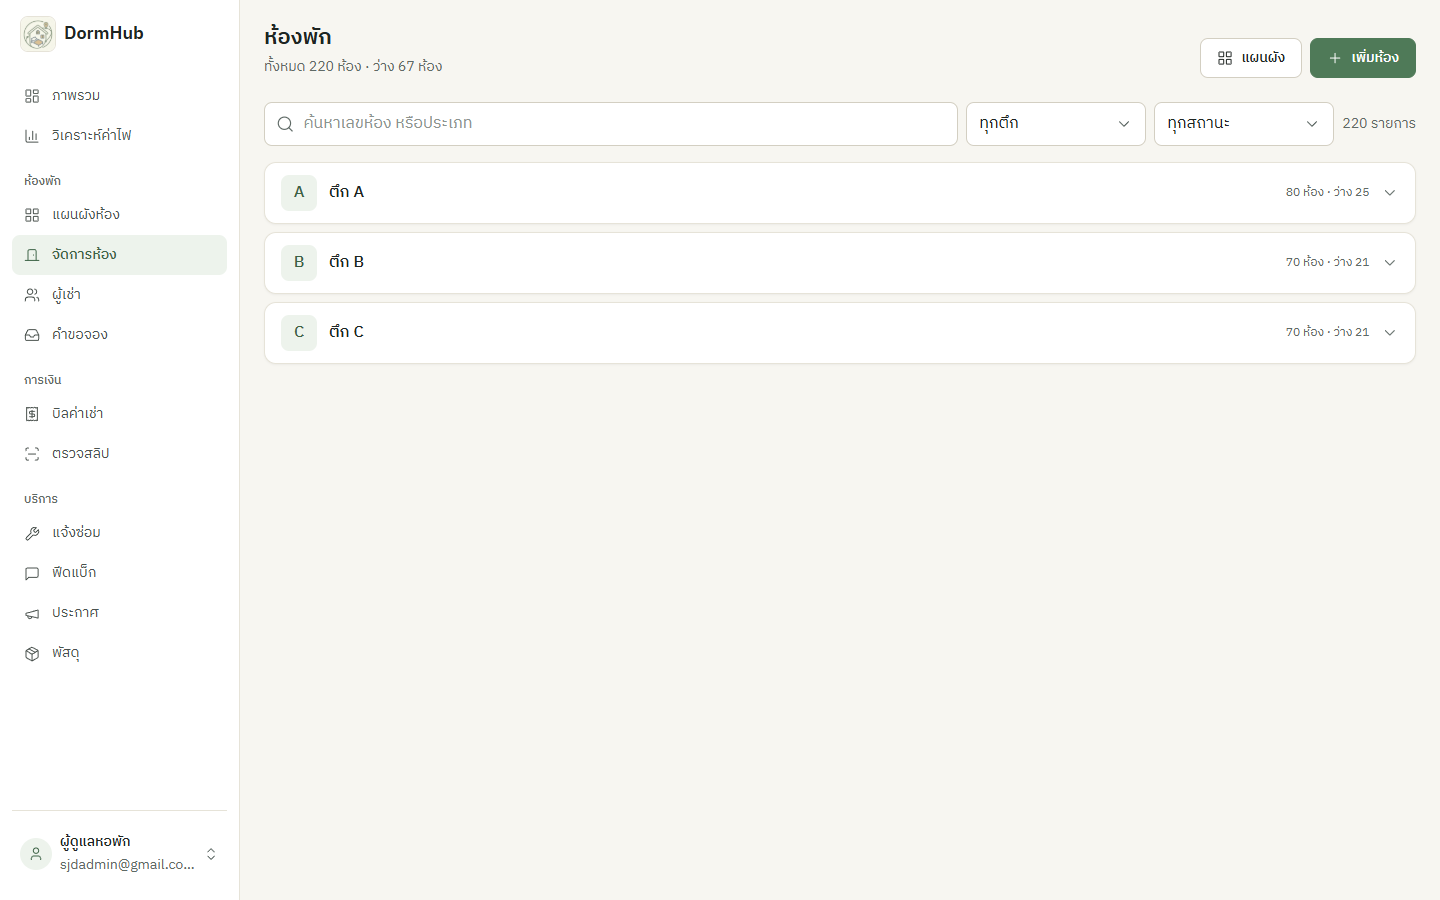 DormHub
ภาพรวม
วิเคราะห์ค่าไฟ
ห้องพัก
แผนผังห้อง
จัดการห้อง
ผู้เช่า
คำขอจอง
การเงิน
บิลค่าเช่า
ตรวจสลิป
บริการ
แจ้งซ่อม
ฟีดแบ็ก
ประกาศ
พัสดุ
ผู้ดูแลหอพัก
sjdadmin@gmail.co...
ห้องพัก
ทั้งหมด 220 ห้อง · ว่าง 67 ห้อง
แผนผัง
เพิ่มห้อง
ค้นหาเลขห้อง หรือประเภท
ทุกตึก
ทุกสถานะ
220 รายการ
A ตึก A 80 ห้อง · ว่าง 25
B ตึก B 70 ห้อง · ว่าง 21
C ตึก C 70 ห้อง · ว่าง 21